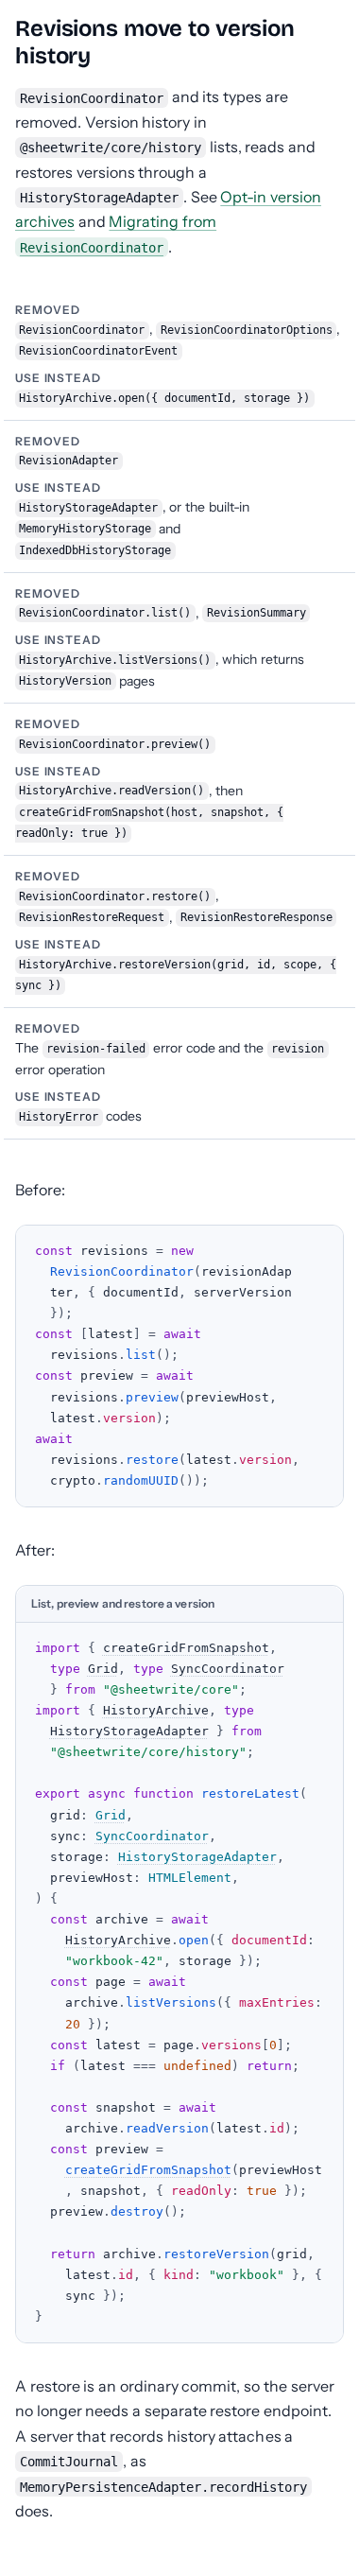 Revisions move to version
history
RevisionCoordinator and its types are
removed. Version history in
@sheetwrite/core/history lists, reads and
restores versions through a
HistoryStorageAdapter. See Opt-in version
archives and Migrating from
RevisionCoordinator.
REMOVED
RevisionCoordinator, RevisionCoordinatorOptions,
RevisionCoordinatorEvent
USE INSTEAD
HistoryArchive.open({ documentId, storage })
REMOVED
RevisionAdapter
USE INSTEAD
HistoryStorageAdapter, or the built-in
MemoryHistoryStorage and
IndexedDbHistoryStorage
REMOVED
RevisionCoordinator.list(), RevisionSummary
USE INSTEAD
HistoryArchive.listVersions(), which returns
HistoryVersion pages
REMOVED
RevisionCoordinator.preview()
USE INSTEAD
HistoryArchive.readVersion(), then
createGridFromSnapshot(host, snapshot, {
readOnly: true })
REMOVED
RevisionCoordinator.restore(),
RevisionRestoreRequest, RevisionRestoreResponse
USE INSTEAD
HistoryArchive.restoreVersion(grid, id, scope, {
sync })
REMOVED
The revision-failed error code and the revision
error operation
USE INSTEAD
HistoryError codes
Before:
const revisions = new
RevisionCoordinator(revisionAdap
ter, { documentId, serverVersion
});
const [latest] = await
revisions.list();
const preview = await
revisions.preview(previewHost,
latest.version);
await
revisions.restore(latest.version,
crypto.randomUUID());
After:
List, preview and restore a version
import { createGridFromSnapshot,
type Grid, type SyncCoordinator
} from "@sheetwrite/core";
import { HistoryArchive, type
HistoryStorageAdapter } from
"@sheetwrite/core/history";
export async function restoreLatest(
grid: Grid,
sync: SyncCoordinator,
storage: HistoryStorageAdapter,
previewHost: HTMLElement,
) {
const archive = await
HistoryArchive.open({ documentId:
"workbook-42", storage });
const page = await
archive.listVersions({ maxEntries:
20 });
const latest = page.versions[0];
if (latest === undefined) return;
const snapshot = await
archive.readVersion(latest.id);
const preview =
createGridFromSnapshot(previewHost
, snapshot, { readOnly: true });
preview.destroy();
return archive.restoreVersion(grid,
latest.id, { kind: "workbook" }, {
sync });
}
A restore is an ordinary commit, so the server
no longer needs a separate restore endpoint.
A server that records history attaches a
CommitJournal, as
MemoryPersistenceAdapter.recordHistory
does.